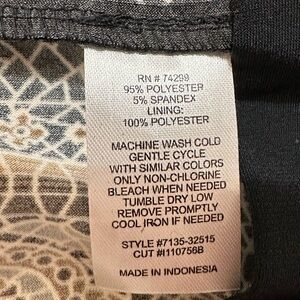 RN # 74299
95% POLYESTER
5% SPANDEX
LINING:
100% POLYESTER
MACHINE WASH COLD
GENTLE CYCLE
WITH SIMILAR COLORS
ONLY NON-CHLORINE
BLEACH WHEN NEEDED
TUMBLE DRY LOW
REMOVE PROMPTLY
COOL IRON IF NEEDED
STYLE #7135-32515
CUT #I110756B
MADE IN INDONESIA